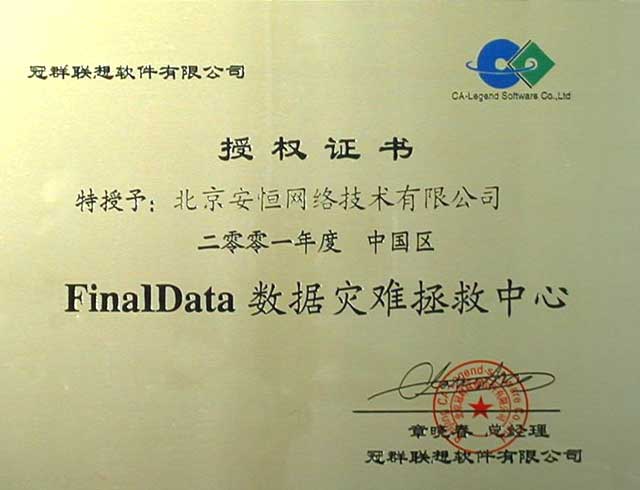 冠群联想软件有限公司
CA-Legend Software Co.,Ltd
授权证书
特授予：北京安恒网络技术有限公司
二零零一年度 中国区
FinalData 数据灾难拯救中心
章晓春 总经理
冠群联想软件有限公司